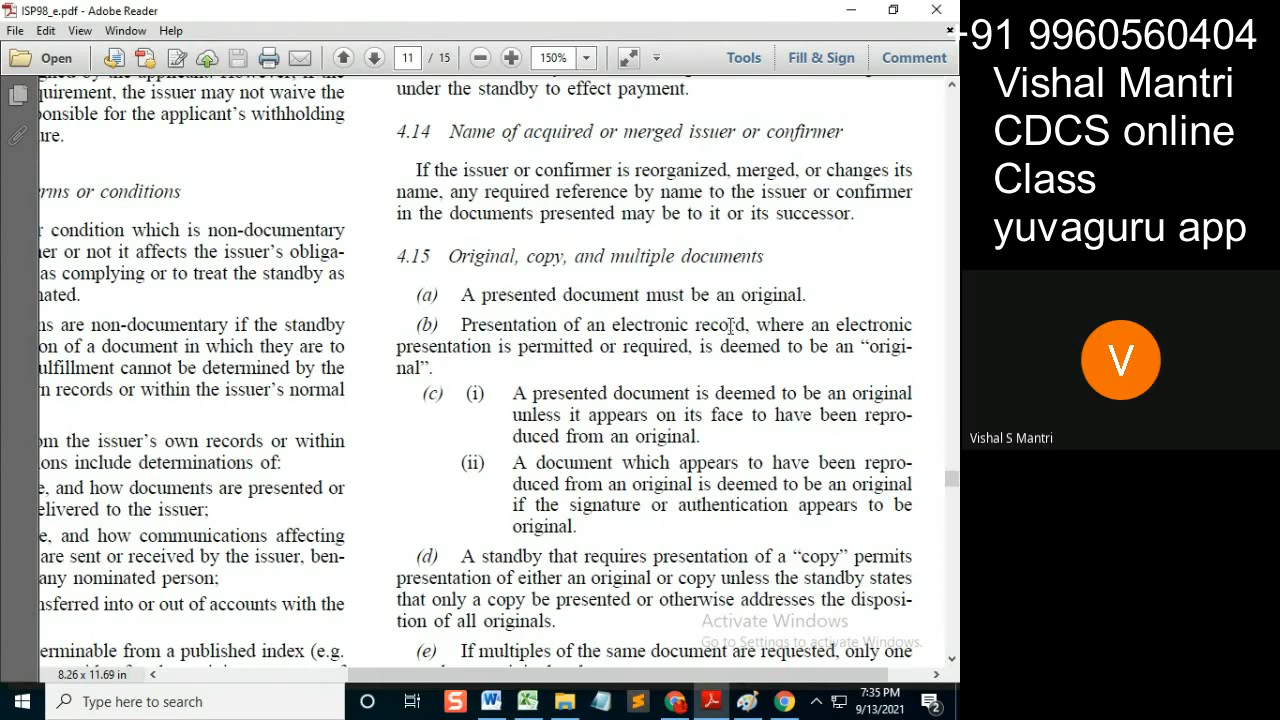 ISP98_e.pdf - Adobe Reader
File Edit View Window Help
Open
11 / 15
150%
Tools
Fill & Sign
Comment
quirement, the issuer may not waive the
ponsible for the applicant's withholding
ure.
erms or conditions
r condition which is non-documentary
her or not it affects the issuer's obliga-
as complying or to treat the standby as
nated.
ns are non-documentary if the standby
on of a document in which they are to
ulfillment cannot be determined by the
n records or within the issuer's normal
om the issuer's own records or within
ions include determinations of:
e, and how documents are presented or
elivered to the issuer;
e, and how communications affecting
are sent or received by the issuer, ben-
any nominated person;
nsferred into or out of accounts with the
terminable from a published index (e.g.
under the standby to effect payment.
4.14 Name of acquired or merged issuer or confirmer
If the issuer or confirmer is reorganized, merged, or changes its
name, any required reference by name to the issuer or confirmer
in the documents presented may be to it or its successor.
4.15 Original, copy, and multiple documents
(a) A presented document must be an original.
(b) Presentation of an electronic record, where an electronic
presentation is permitted or required, is deemed to be an “origi-
nal”.
(c) (i) A presented document is deemed to be an original
unless it appears on its face to have been repro-
duced from an original.
(ii) A document which appears to have been repro-
duced from an original is deemed to be an original
if the signature or authentication appears to be
original.
(d) A standby that requires presentation of a “copy” permits
presentation of either an original or copy unless the standby states
that only a copy be presented or otherwise addresses the disposi-
tion of all originals.
(e) If multiples of the same document are requested, only one
Activate Windows
Go to Settings to activate Windows.
8.26 x 11.69 in
Type here to search
7:35 PM
9/13/2021
2
+91 9960560404
Vishal Mantri
CDCS online
Class
yuvaguru app
V
Vishal S Mantri